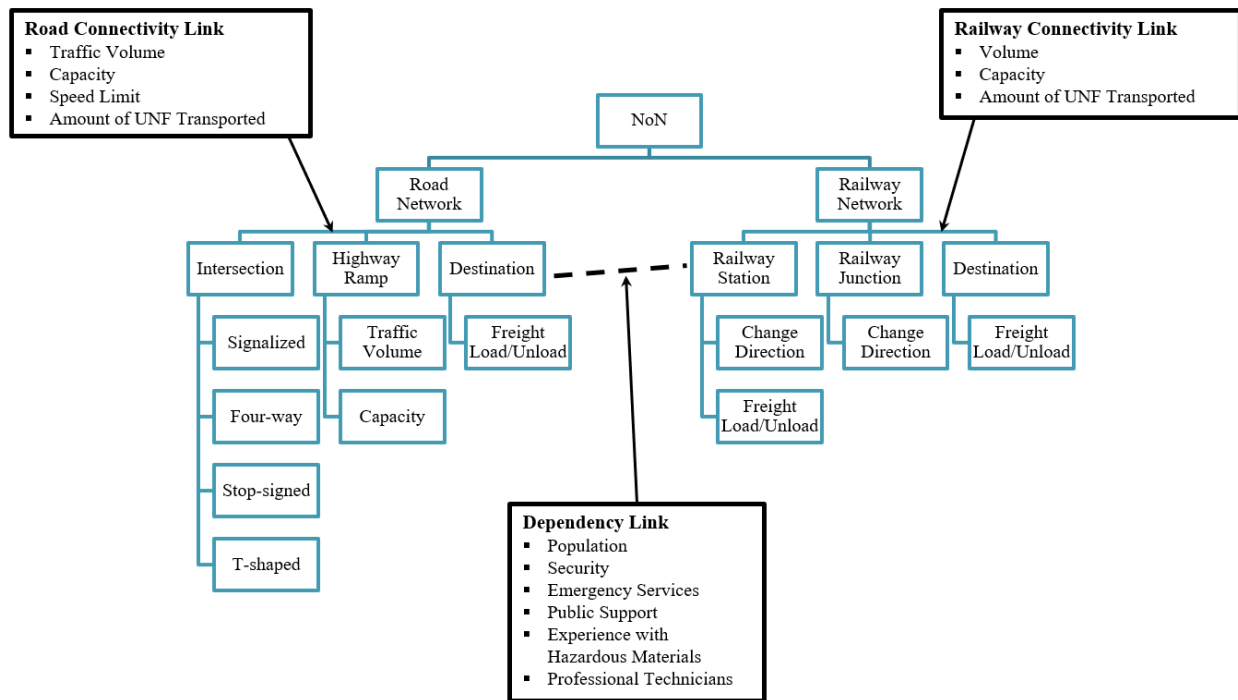 Road Connectivity Link
▪ Traffic Volume
▪ Capacity
▪ Speed Limit
▪ Amount of UNF Transported
Railway Connectivity Link
▪ Volume
▪ Capacity
▪ Amount of UNF Transported
NoN
Road
Network
Railway
Network
Intersection
Highway
Ramp
Destination
Railway
Station
Railway
Junction
Destination
Signalized
Traffic
Volume
Freight
Load/Unload
Change
Direction
Change
Direction
Freight
Load/Unload
Four-way
Capacity
Freight
Load/Unload
Stop-signed
T-shaped
Dependency Link
▪ Population
▪ Security
▪ Emergency Services
▪ Public Support
▪ Experience with
Hazardous Materials
▪ Professional Technicians